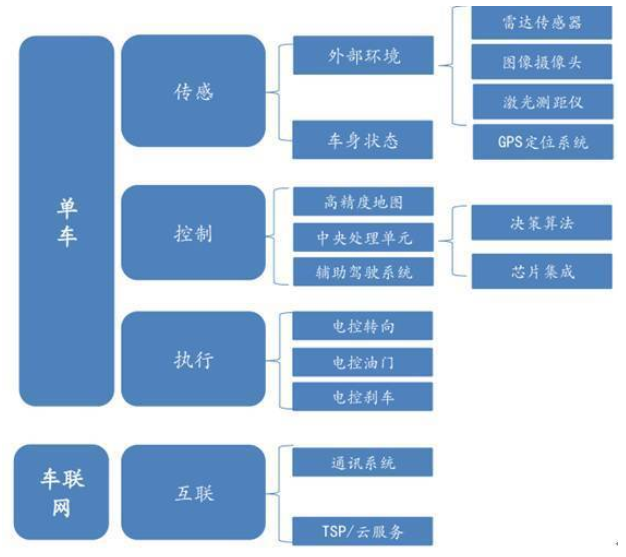 单
车
传感
外部环境
雷达传感器
图像摄像头
激光测距仪
GPS定位系统
车身状态
控制
高精度地图
中央处理单元
决策算法
芯片集成
辅助驾驶系统
执行
电控转向
电控油门
电控刹车
车联
网
互联
通讯系统
TSP/云服务